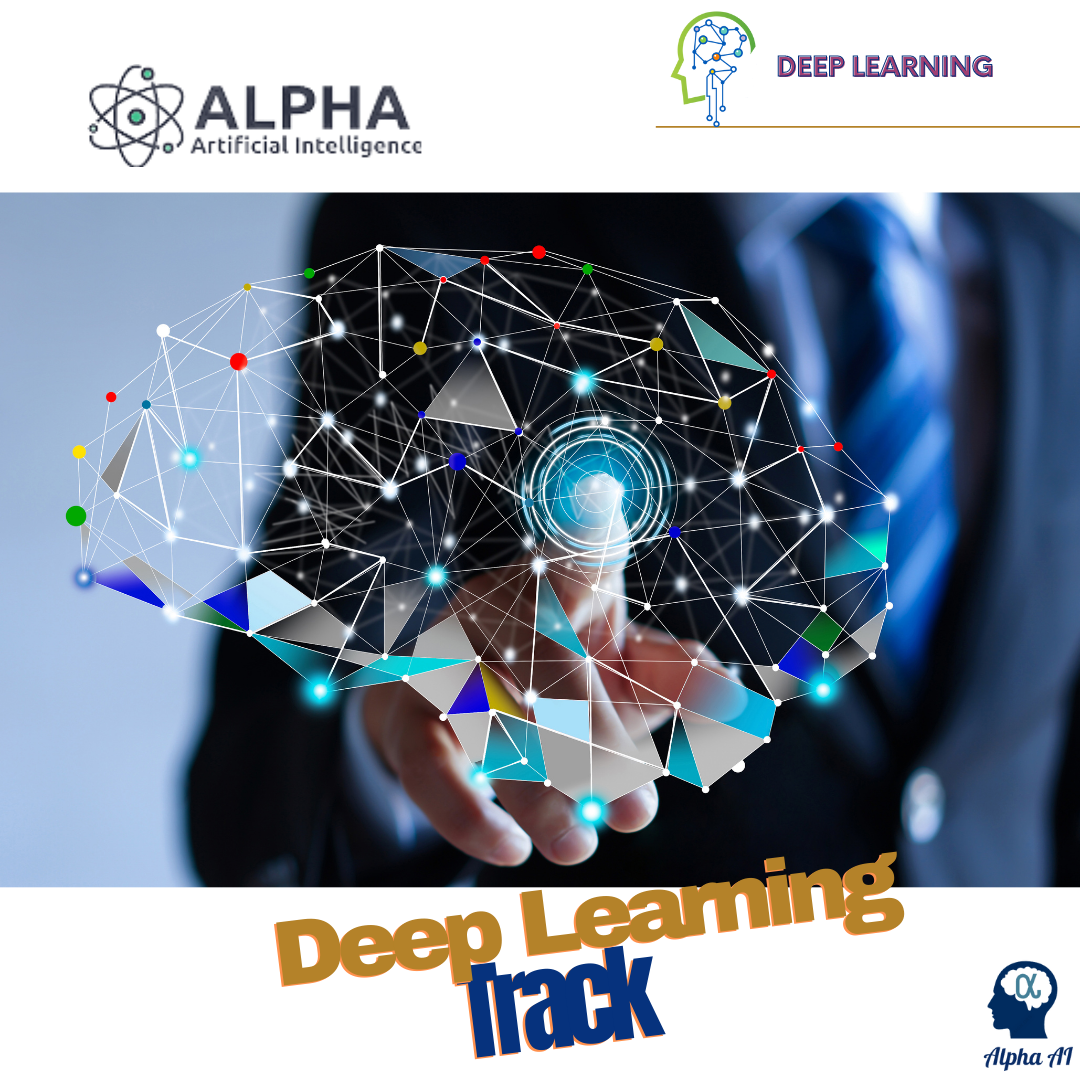 DEEP LEARNING
ALPHA
Artificial Intelligence
Deep Learning
Track
α
Alpha AI